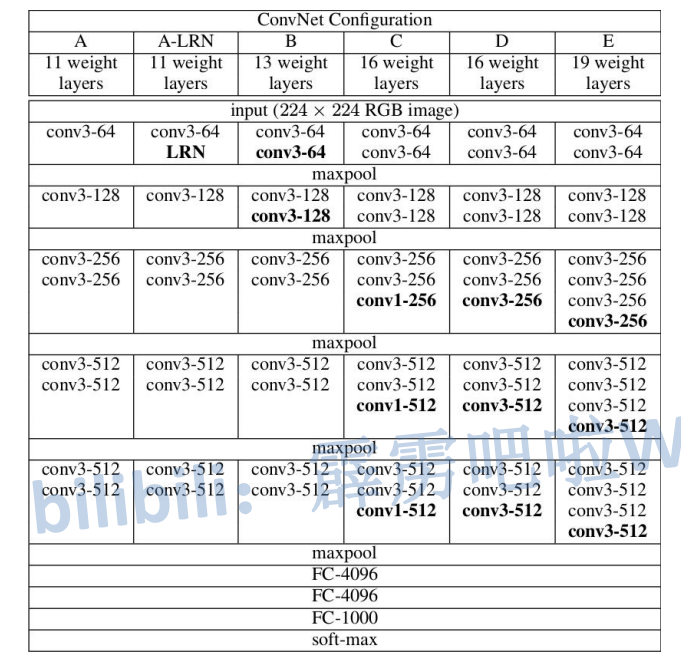 ConvNet Configuration
A A-LRN B C D E
11 weight 11 weight 13 weight 16 weight 16 weight 19 weight
layers layers layers layers layers layers
input (224 × 224 RGB image)
conv3-64 conv3-64 conv3-64 conv3-64 conv3-64 conv3-64
LRN conv3-64 conv3-64 conv3-64 conv3-64
maxpool
conv3-128 conv3-128 conv3-128 conv3-128 conv3-128 conv3-128
conv3-128 conv3-128 conv3-128 conv3-128
maxpool
conv3-256 conv3-256 conv3-256 conv3-256 conv3-256 conv3-256
conv3-256 conv3-256 conv3-256 conv3-256 conv3-256 conv3-256
conv1-256 conv3-256 conv3-256
conv3-256
maxpool
conv3-512 conv3-512 conv3-512 conv3-512 conv3-512 conv3-512
conv3-512 conv3-512 conv3-512 conv3-512 conv3-512 conv3-512
conv1-512 conv3-512 conv3-512
conv3-512
maxpool
conv3-512 conv3-512 conv3-512 conv3-512 conv3-512 conv3-512
conv3-512 conv3-512 conv3-512 conv3-512 conv3-512 conv3-512
conv1-512 conv3-512 conv3-512
conv3-512
maxpool
FC-4096
FC-4096
FC-1000
soft-max
bilibili：霹雳吧啦W